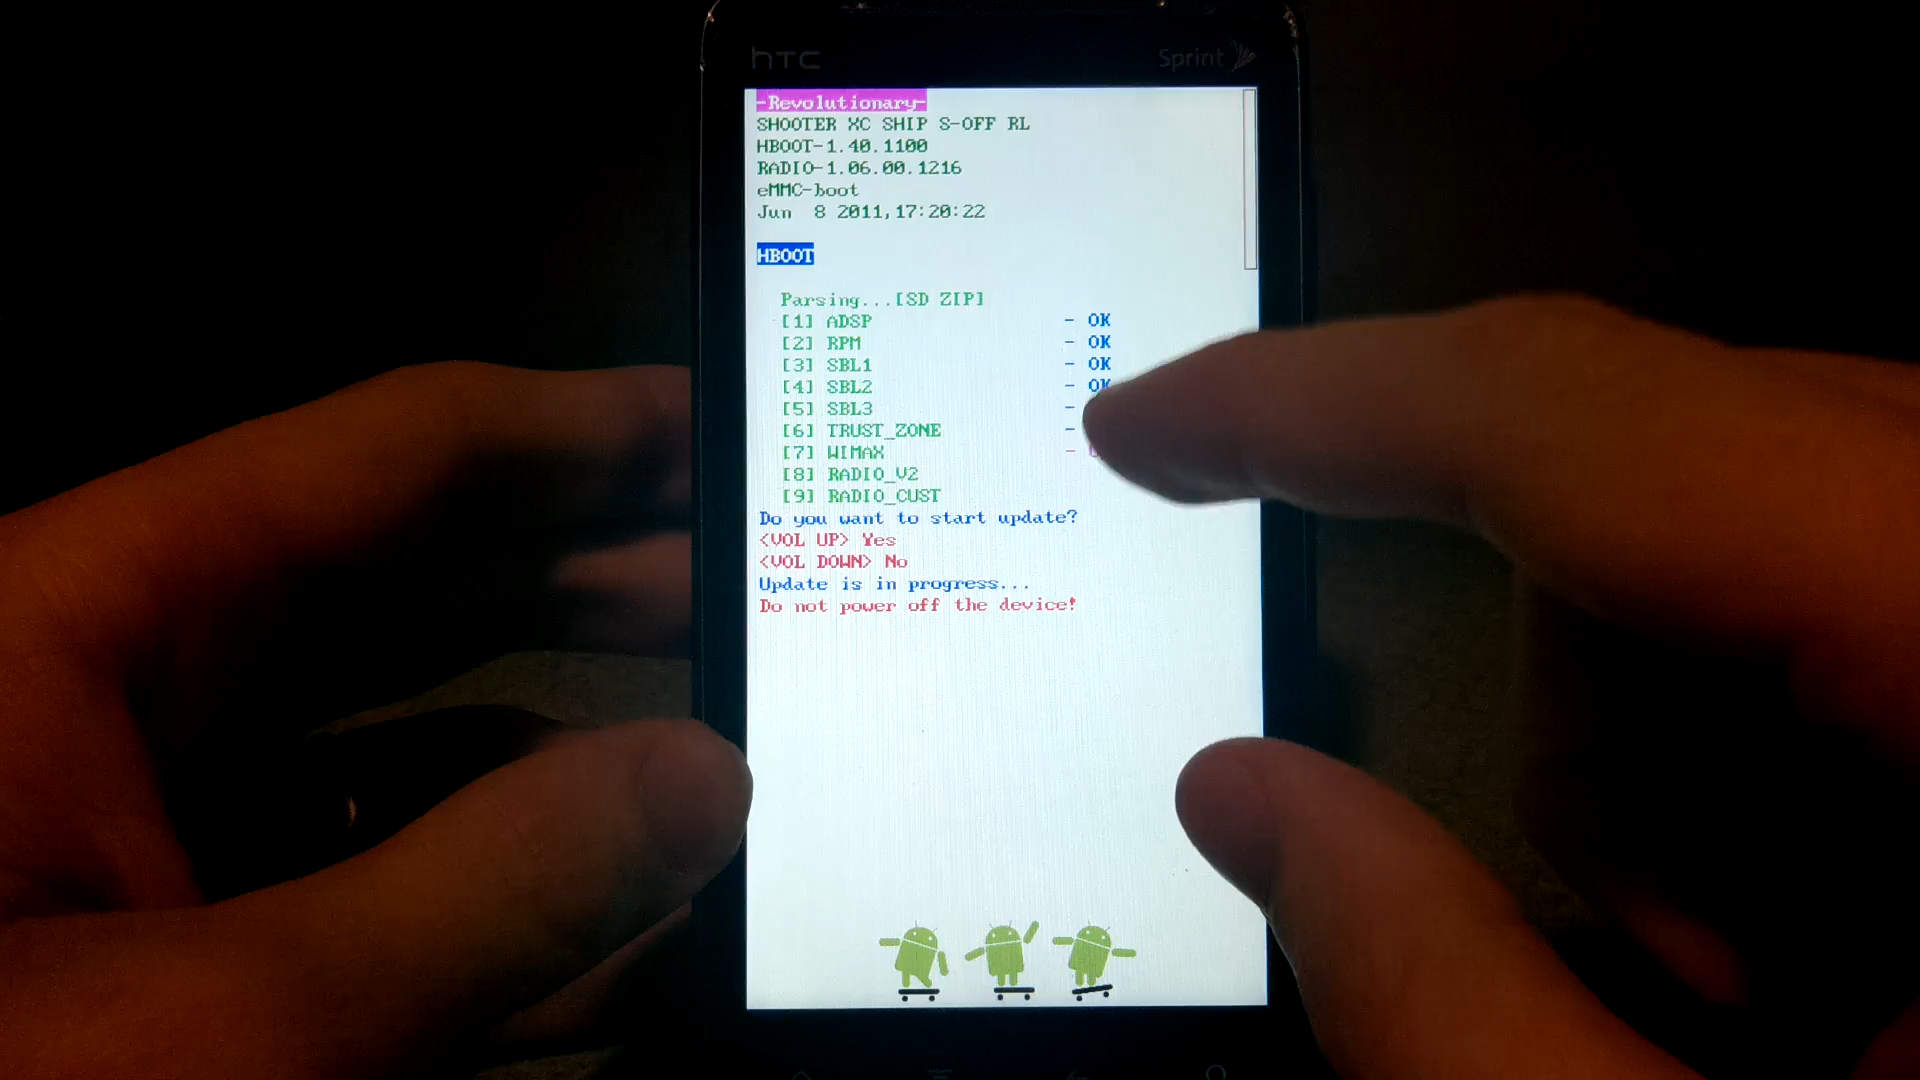 hTC
Sprint
-Revolutionary-
SHOOTER XC SHIP S-OFF RL
HBOOT-1.40.1100
RADIO-1.06.00.1216
eMMC-boot
Jun 8 2011,17:20:22
HBOOT
Parsing...[SD ZIP]
[1] ADSP - OK
[2] RPM - OK
[3] SBL1 - OK
[4] SBL2 - OK
[5] SBL3 -
[6] TRUST_ZONE -
[7] WIMAX -
[8] RADIO_V2
[9] RADIO_CUST
Do you want to start update?
<VOL UP> Yes
<VOL DOWN> No
Update is in progress...
Do not power off the device!